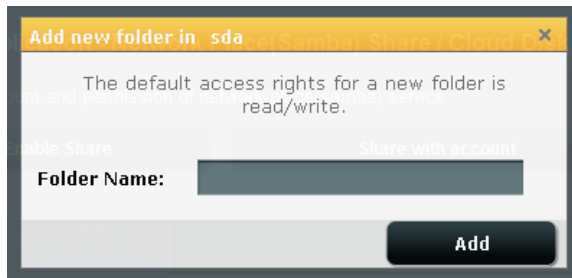 Add new folder in sda
The default access rights for a new folder is
read/write.
Folder Name:
Add